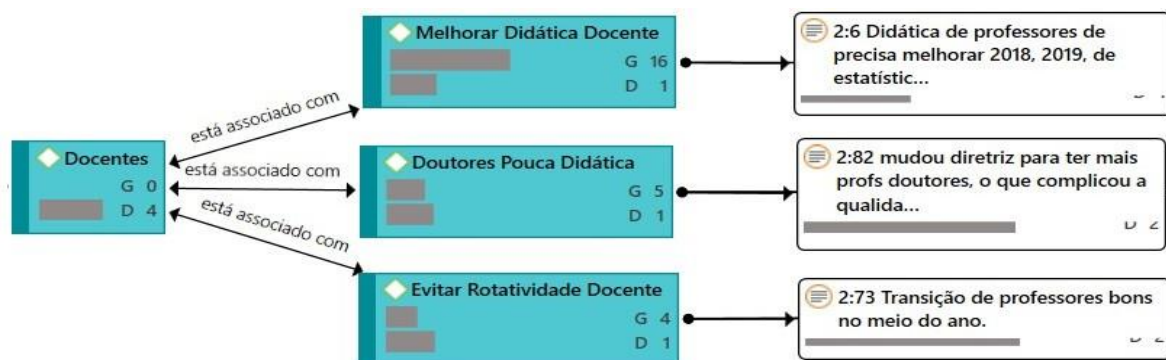 Docentes
G 0
D 4
está associado com
está associado com
está associado com
Melhorar Didática Docente
G 16
D 1
Doutores Pouca Didática
G 5
D 1
Evitar Rotatividade Docente
G 4
D 1
2:6 Didática de professores de
precisa melhorar 2018, 2019, de
estatístic...
2:82 mudou diretriz para ter mais
profs doutores, o que complicou a
qualida...
D 2
2:73 Transição de professores bons
no meio do ano.